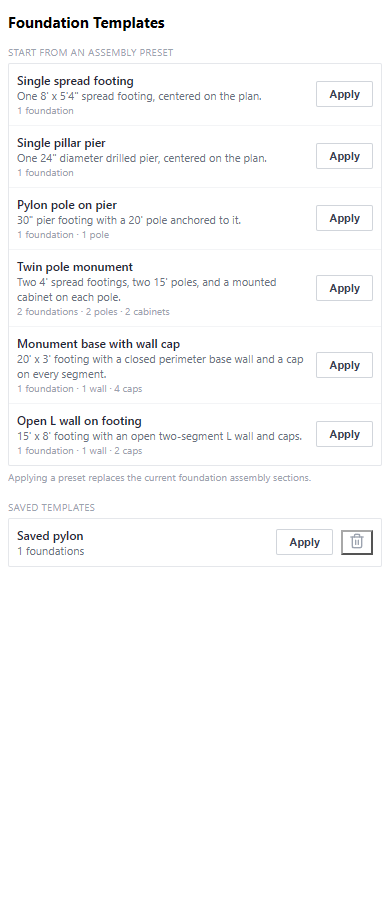 Foundation Templates
START FROM AN ASSEMBLY PRESET
Single spread footing
One 8' x 5'4" spread footing, centered on the plan.
1 foundation
Apply
Single pillar pier
One 24" diameter drilled pier, centered on the plan.
1 foundation
Apply
Pylon pole on pier
30" pier footing with a 20' pole anchored to it.
1 foundation · 1 pole
Apply
Twin pole monument
Two 4' spread footings, two 15' poles, and a mounted
cabinet on each pole.
2 foundations · 2 poles · 2 cabinets
Apply
Monument base with wall cap
20' x 3' footing with a closed perimeter base wall and a cap
on every segment.
1 foundation · 1 wall · 4 caps
Apply
Open L wall on footing
15' x 8' footing with an open two-segment L wall and caps.
1 foundation · 1 wall · 2 caps
Apply
Applying a preset replaces the current foundation assembly sections.
SAVED TEMPLATES
Saved pylon
1 foundations
Apply